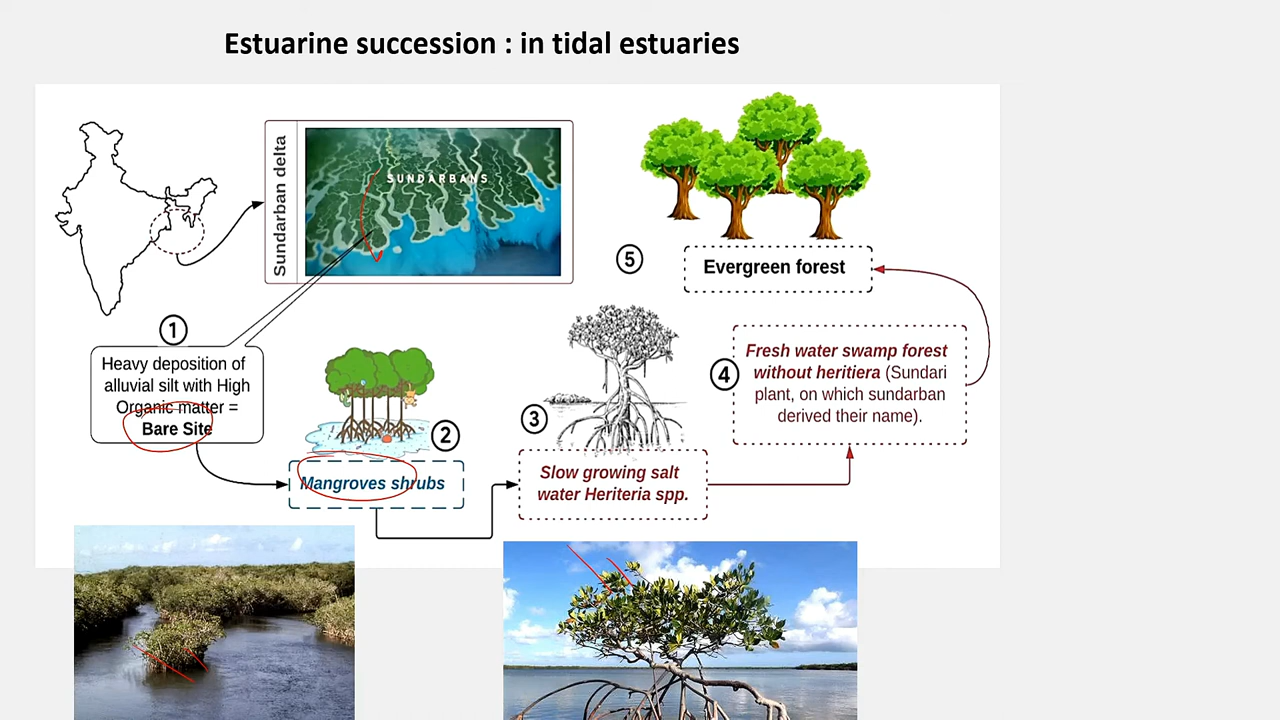 Estuarine succession : in tidal estuaries
Sundarban delta
SUNDARBANS
1
Heavy deposition of
alluvial silt with High
Organic matter =
Bare Site
2
Mangroves shrubs
3
Slow growing salt
water Heriteria spp.
4
Fresh water swamp forest
without heritiera (Sundari
plant, on which sundarban
derived their name).
5
Evergreen forest